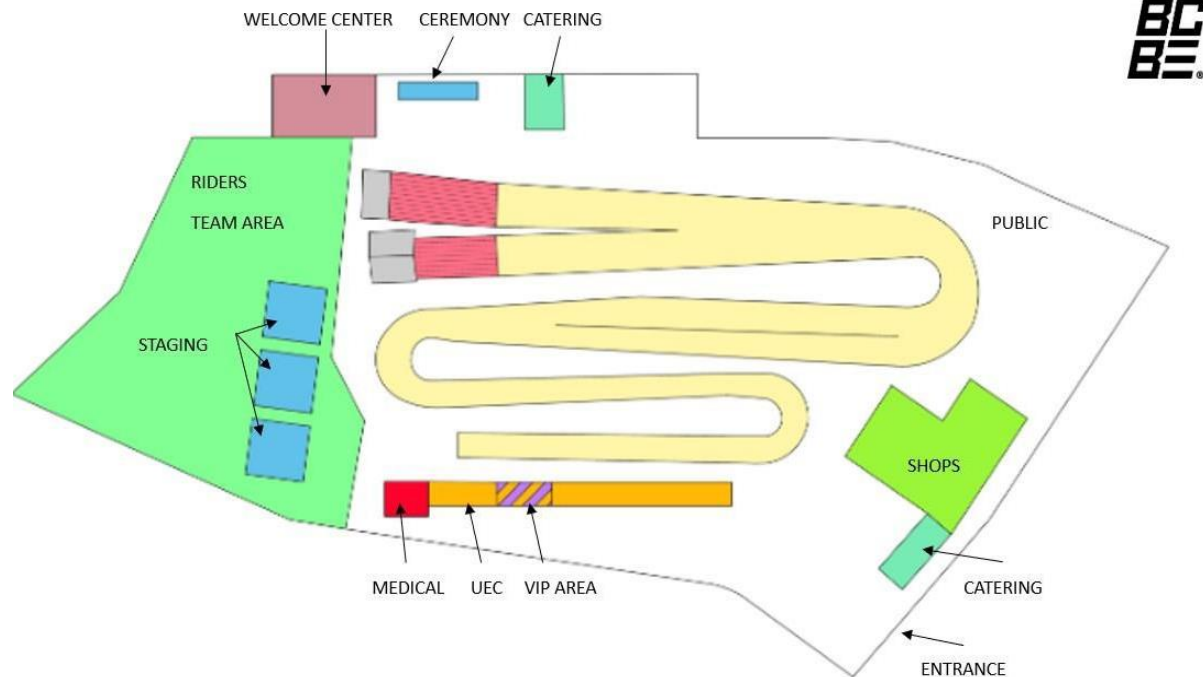 WELCOME CENTER
CEREMONY
CATERING
BC
BE®
RIDERS
TEAM AREA
PUBLIC
STAGING
SHOPS
MEDICAL
UEC
VIP AREA
CATERING
ENTRANCE